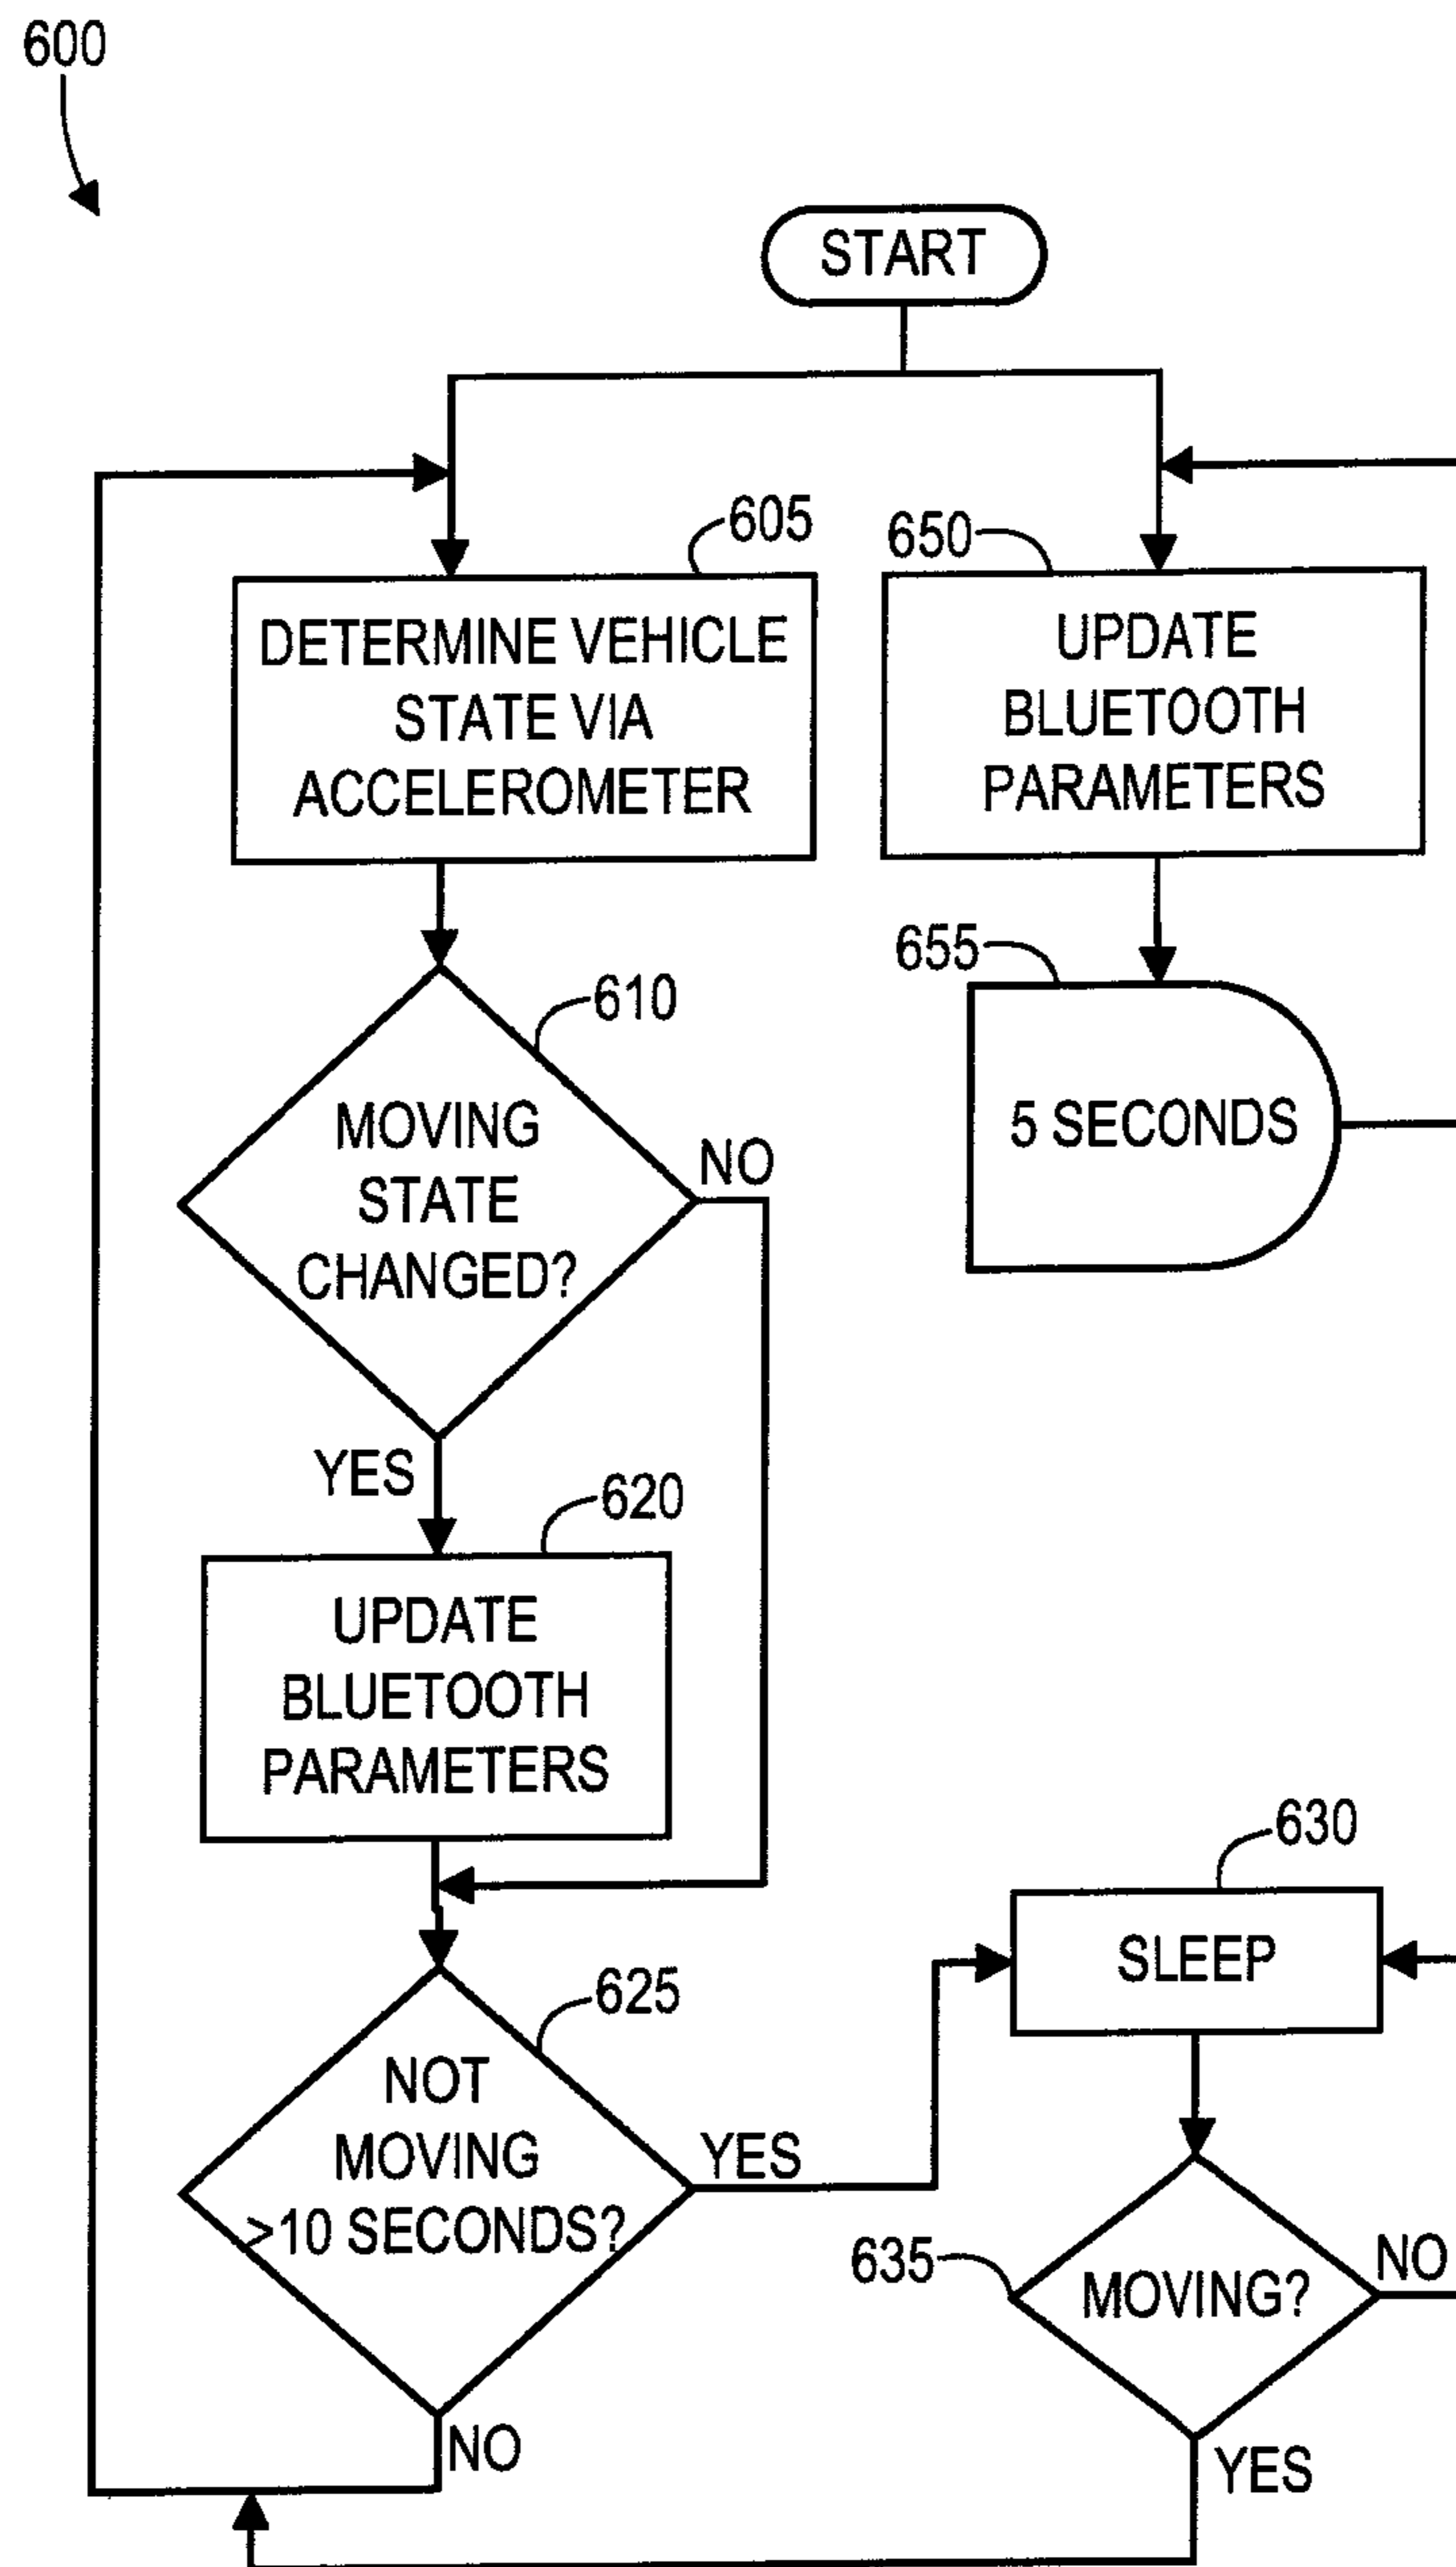 600
START
605
DETERMINE VEHICLE
STATE VIA
ACCELEROMETER
650
UPDATE
BLUETOOTH
PARAMETERS
655
5 SECONDS
610
MOVING
STATE
CHANGED?
NO
YES
620
UPDATE
BLUETOOTH
PARAMETERS
625
NOT
MOVING
>10 SECONDS?
YES
NO
630
SLEEP
635
MOVING?
NO
YES